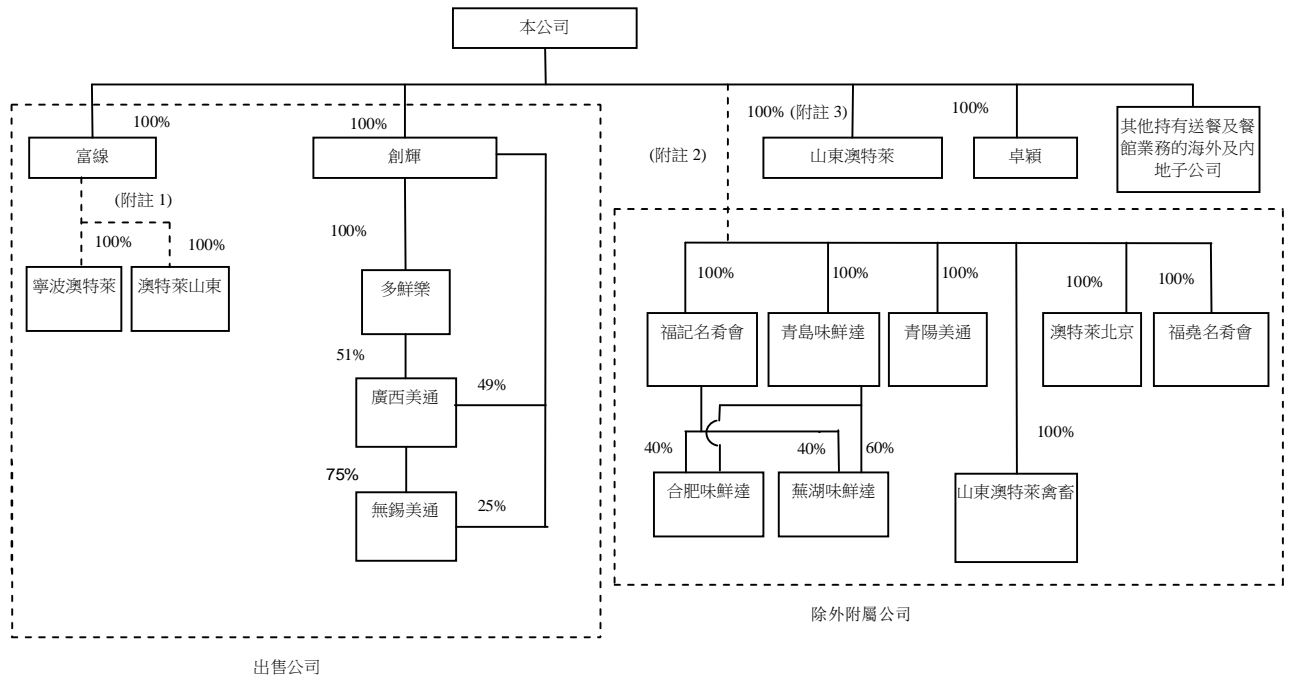 本公司
100%
100%
100% (附註 3)
100%
其他持有送餐及餐
館業務的海外及內
地子公司
富線
創輝
(附註 2)
山東澳特萊
卓穎
(附註 1)
100%
100%
100%
寧波澳特萊
澳特萊山東
多鮮樂
51%
廣西美通
49%
75%
無錫美通
25%
出售公司
100%
100%
100%
100%
100%
福記名肴會
青島味鮮達
青陽美通
澳特萊北京
福堯名肴會
40%
40%
60%
100%
合肥味鮮達
蕪湖味鮮達
山東澳特萊禽畜
除外附屬公司